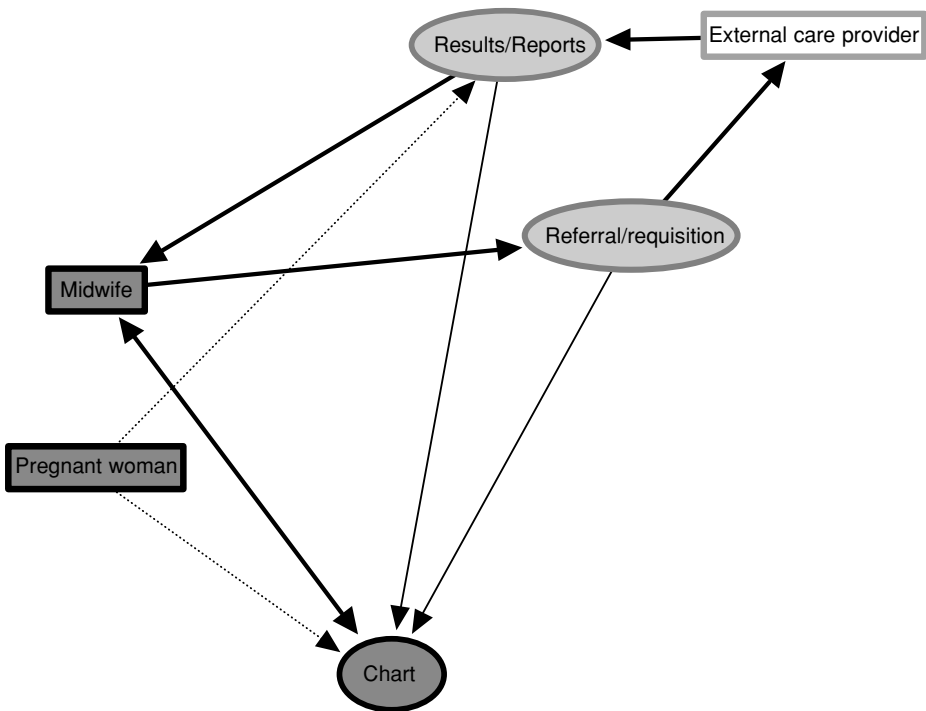 External care provider
Results/Reports
Referral/requisition
Midwife
Pregnant woman
Chart